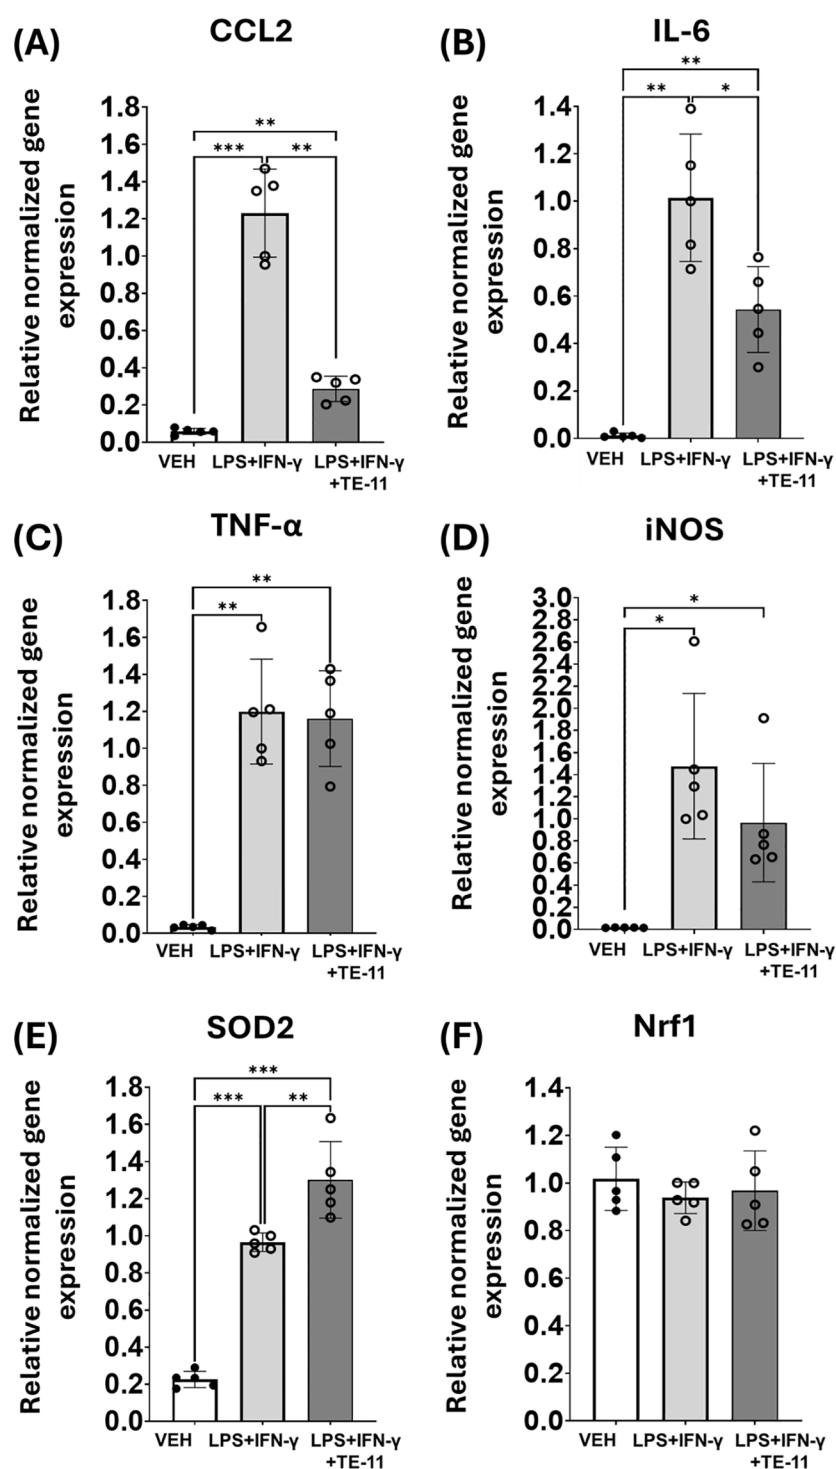 (A) CCL2
Relative normalized gene
expression
1.8
1.6
1.4
1.2
1.0
0.8
0.6
0.4
0.2
0.0
**
*** **
VEH LPS+IFN-γ LPS+IFN-γ
+TE-11
(B) IL-6
Relative normalized gene
expression
1.4
1.2
1.0
0.8
0.6
0.4
0.2
0.0
**
** *
VEH LPS+IFN-γ LPS+IFN-γ
+TE-11
(C) TNF-α
Relative normalized gene
expression
1.8
1.6
1.4
1.2
1.0
0.8
0.6
0.4
0.2
0.0
**
**
VEH LPS+IFN-γ LPS+IFN-γ
+TE-11
(D) iNOS
Relative normalized gene
expression
3.0
2.8
2.6
2.4
2.2
2.0
1.8
1.6
1.4
1.2
1.0
0.8
0.6
0.4
0.2
0.0
*
*
VEH LPS+IFN-γ LPS+IFN-γ
+TE-11
(E) SOD2
Relative normalized gene
expression
1.8
1.6
1.4
1.2
1.0
0.8
0.6
0.4
0.2
0.0
***
*** **
VEH LPS+IFN-γ LPS+IFN-γ
+TE-11
(F) Nrf1
Relative normalized gene
expression
1.4
1.2
1.0
0.8
0.6
0.4
0.2
0.0
VEH LPS+IFN-γ LPS+IFN-γ
+TE-11